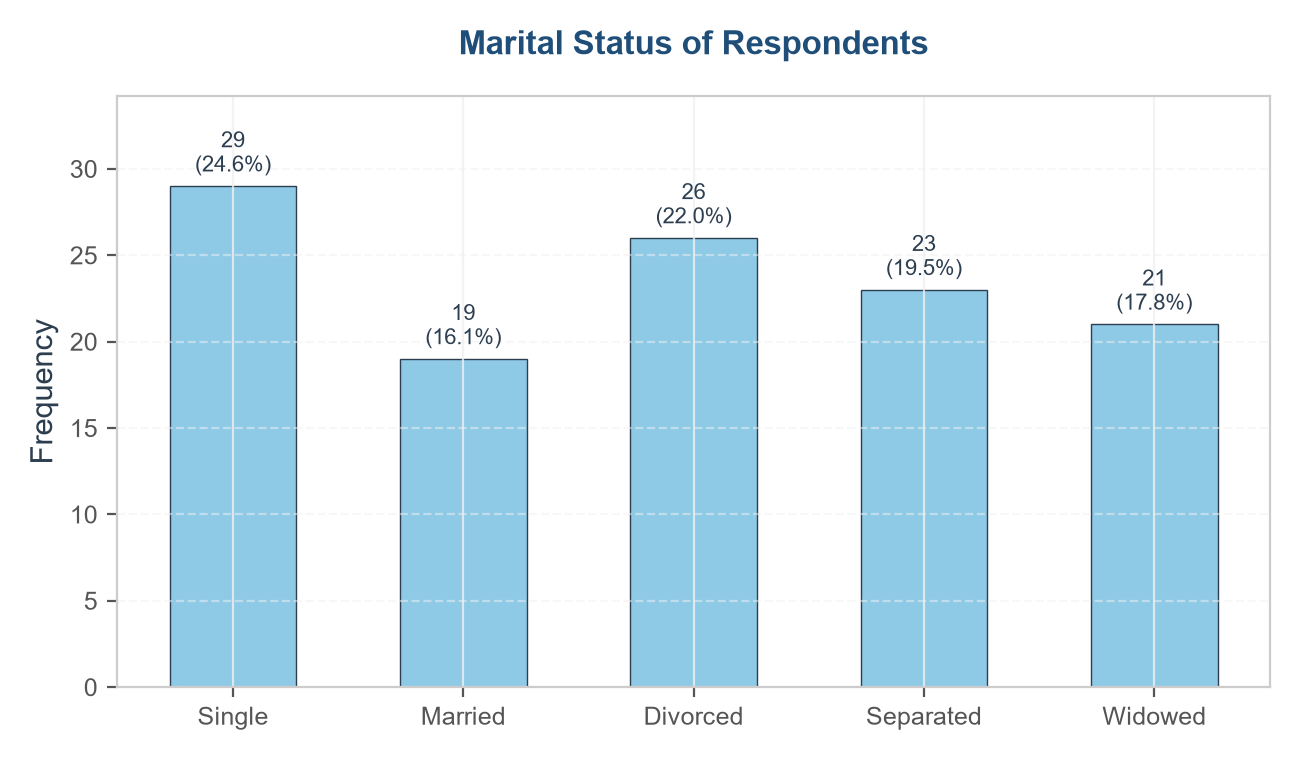 Marital Status of Respondents
Frequency
30
25
20
15
10
5
0
29
(24.6%)
19
(16.1%)
26
(22.0%)
23
(19.5%)
21
(17.8%)
Single
Married
Divorced
Separated
Widowed